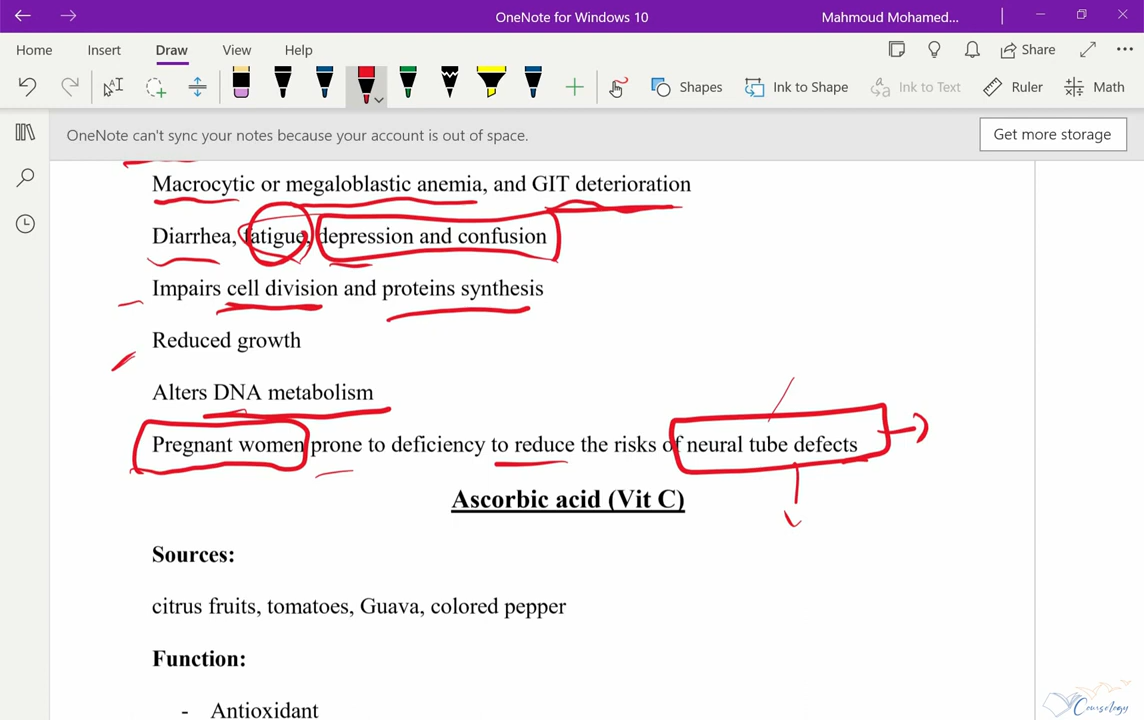 OneNote for Windows 10
Mahmoud Mohamed...
Home Insert Draw View Help Share
Shapes Ink to Shape Ink to Text Ruler Math
OneNote can't sync your notes because your account is out of space. Get more storage
Macrocytic or megaloblastic anemia, and GIT deterioration
Diarrhea, fatigue, depression and confusion
Impairs cell division and proteins synthesis
Reduced growth
Alters DNA metabolism
Pregnant women prone to deficiency to reduce the risks of neural tube defects
Ascorbic acid (Vit C)
Sources:
citrus fruits, tomatoes, Guava, colored pepper
Function:
- Antioxidant
Courslogy